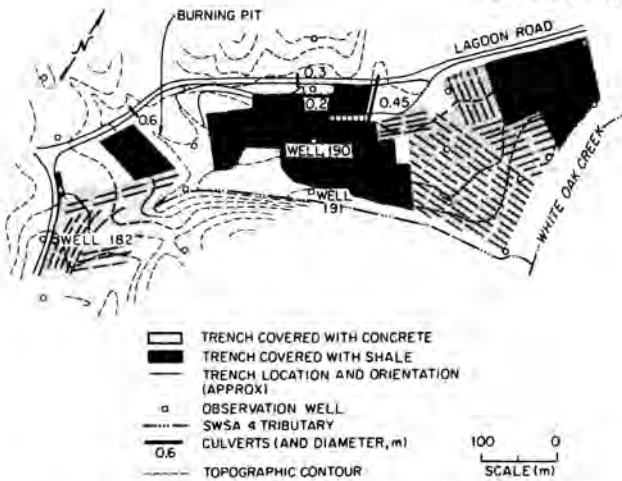 BURNING PIT
N
LAGOON ROAD
0.3
0.2
0.45
0.6
WELL 190
WELL
191
WELL 182
WHITE OAK CREEK
TRENCH COVERED WITH CONCRETE
TRENCH COVERED WITH SHALE
TRENCH LOCATION AND ORIENTATION
(APPROX)
OBSERVATION WELL
SWSA 4 TRIBUTARY
CULVERTS (AND DIAMETER, m)
0.6
TOPOGRAPHIC CONTOUR
100 0
SCALE (m)